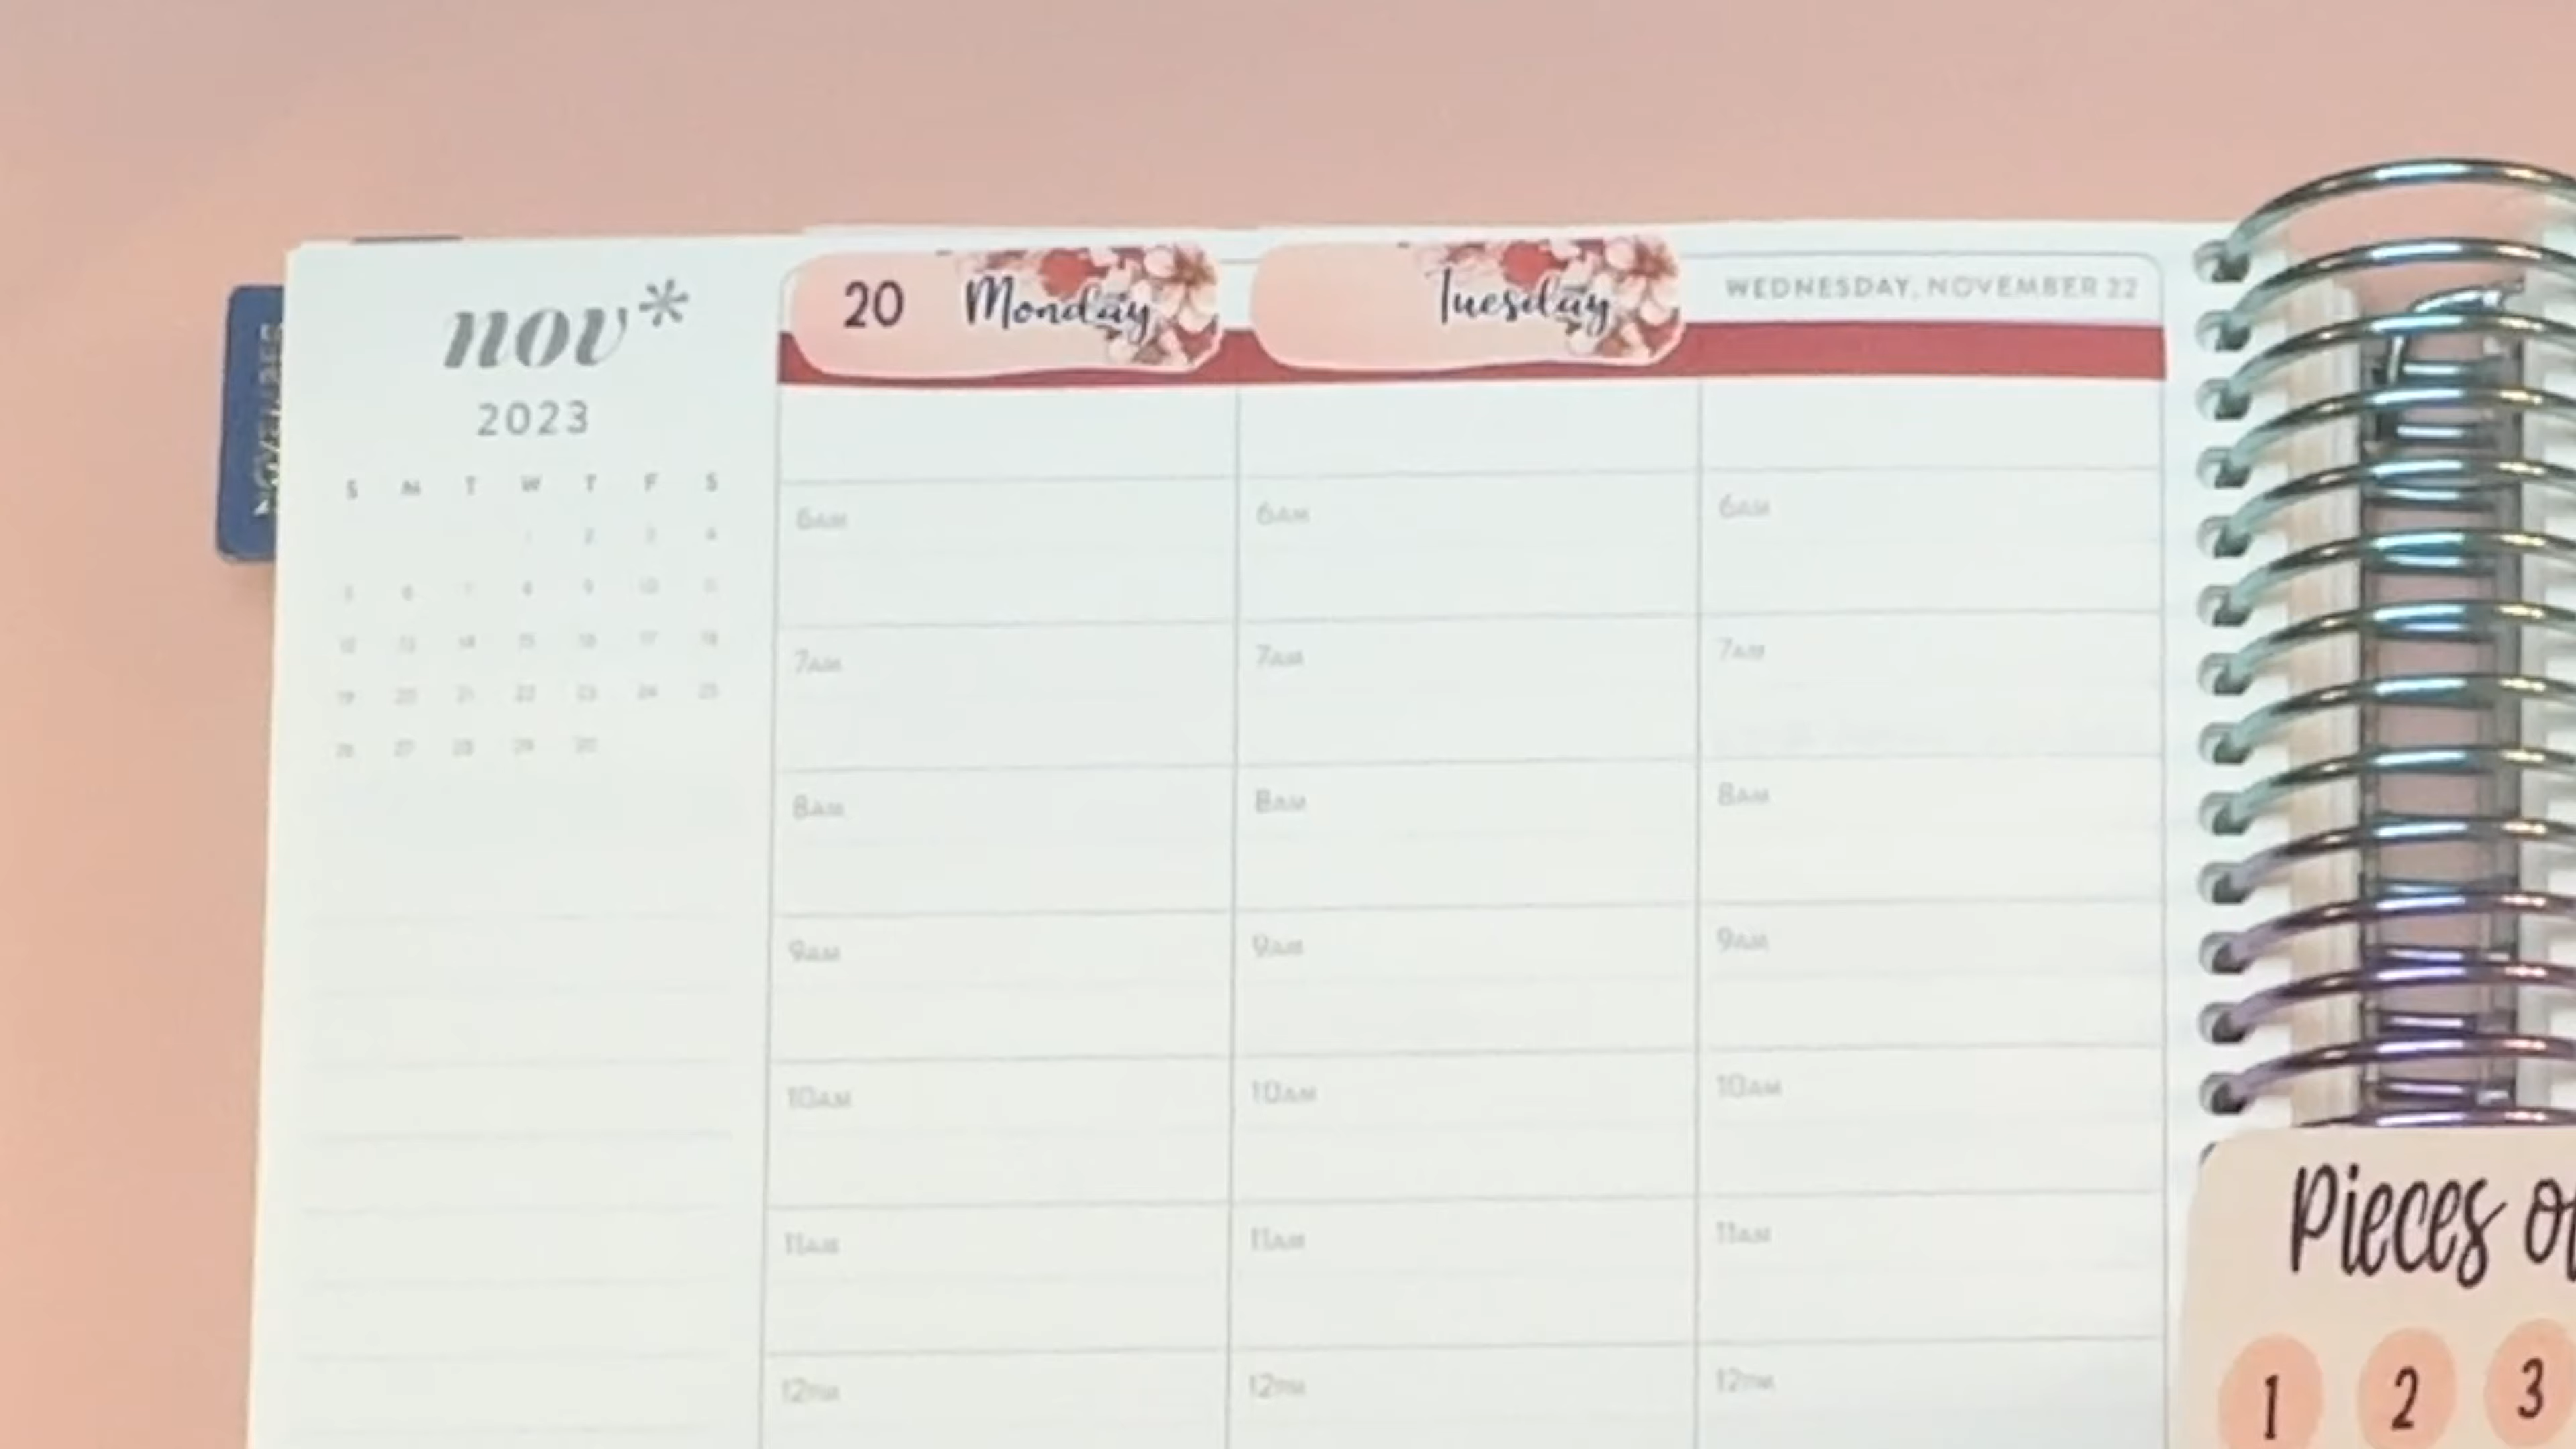 NOVEMBER
nov*
2023
S M T W T F S
1 2 3 4
5 6 7 8 9 10 11
12 13 14 15 16 17 18
19 20 21 22 23 24 25
26 27 28 29 30
20 Monday
Tuesday
WEDNESDAY, NOVEMBER 22
6AM 6AM 6AM
7AM 7AM 7AM
8AM 8AM 8AM
9AM 9AM 9AM
10AM 10AM 10AM
11AM 11AM 11AM
12PM 12PM 12PM
Pieces
1 2 3